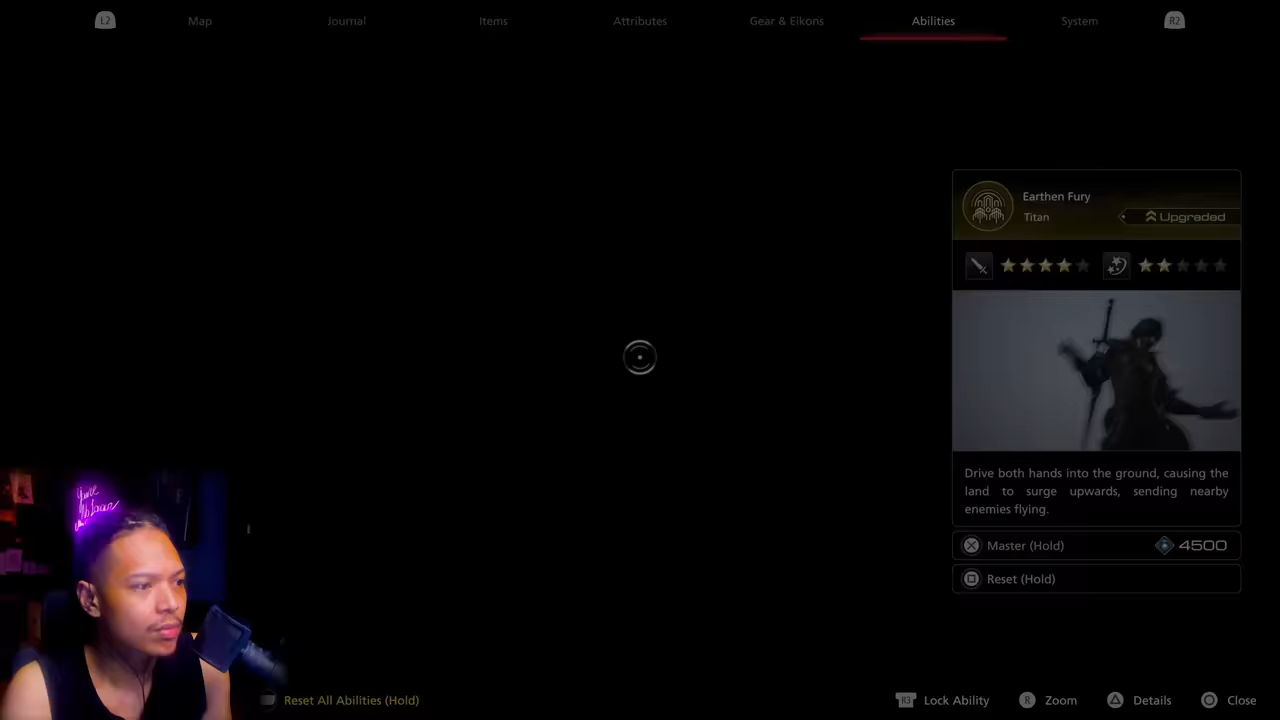 L2
Map
Journal
Items
Attributes
Gear & Eikons
Abilities
System
R2
Earthen Fury
Titan
Upgraded
Drive both hands into the ground, causing the
land to surge upwards, sending nearby
enemies flying.
Master (Hold)
4500
Reset (Hold)
Reset All Abilities (Hold)
R3
Lock Ability
R
Zoom
Details
Close